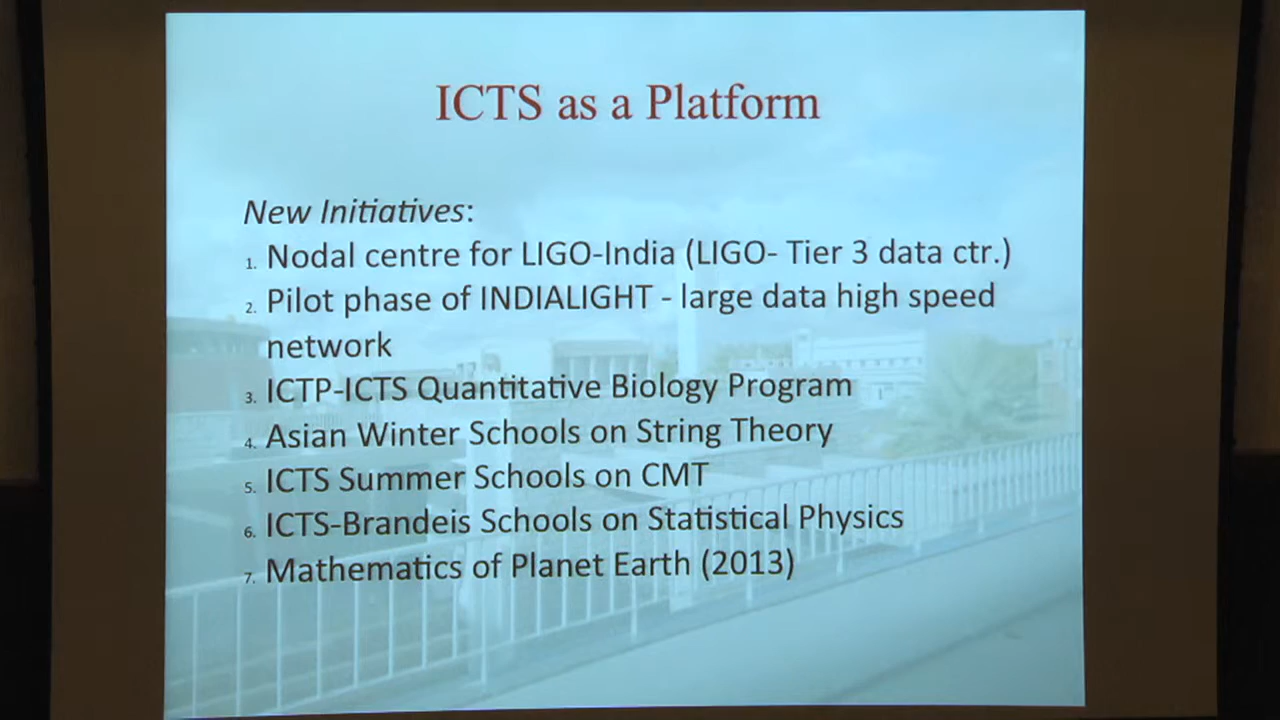 ICTS as a Platform
New Initiatives:
1. Nodal centre for LIGO-India (LIGO- Tier 3 data ctr.)
2. Pilot phase of INDIALIGHT - large data high speed
network
3. ICTP-ICTS Quantitative Biology Program
4. Asian Winter Schools on String Theory
5. ICTS Summer Schools on CMT
6. ICTS-Brandeis Schools on Statistical Physics
7. Mathematics of Planet Earth (2013)